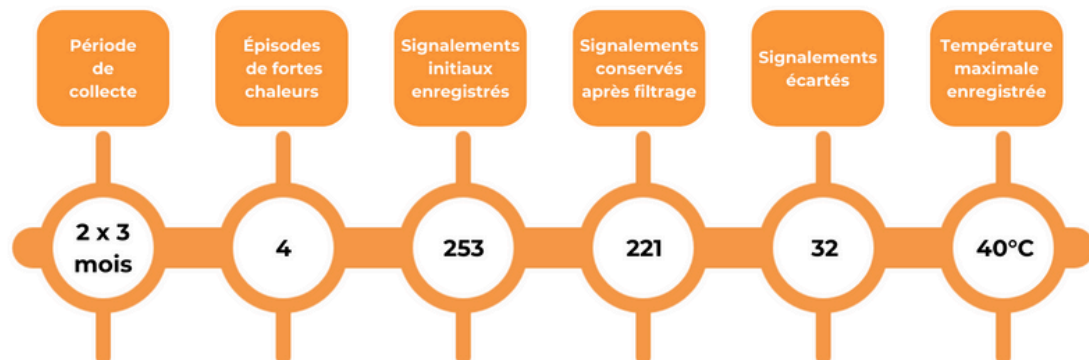 Période
de
collecte
Épisodes
de fortes
chaleurs
Signalements
initiaux
enregistrés
Signalements
conservés
après filtrage
Signalements
écartés
Température
maximale
enregistrée
2 x 3
mois
4
253
221
32
40°C